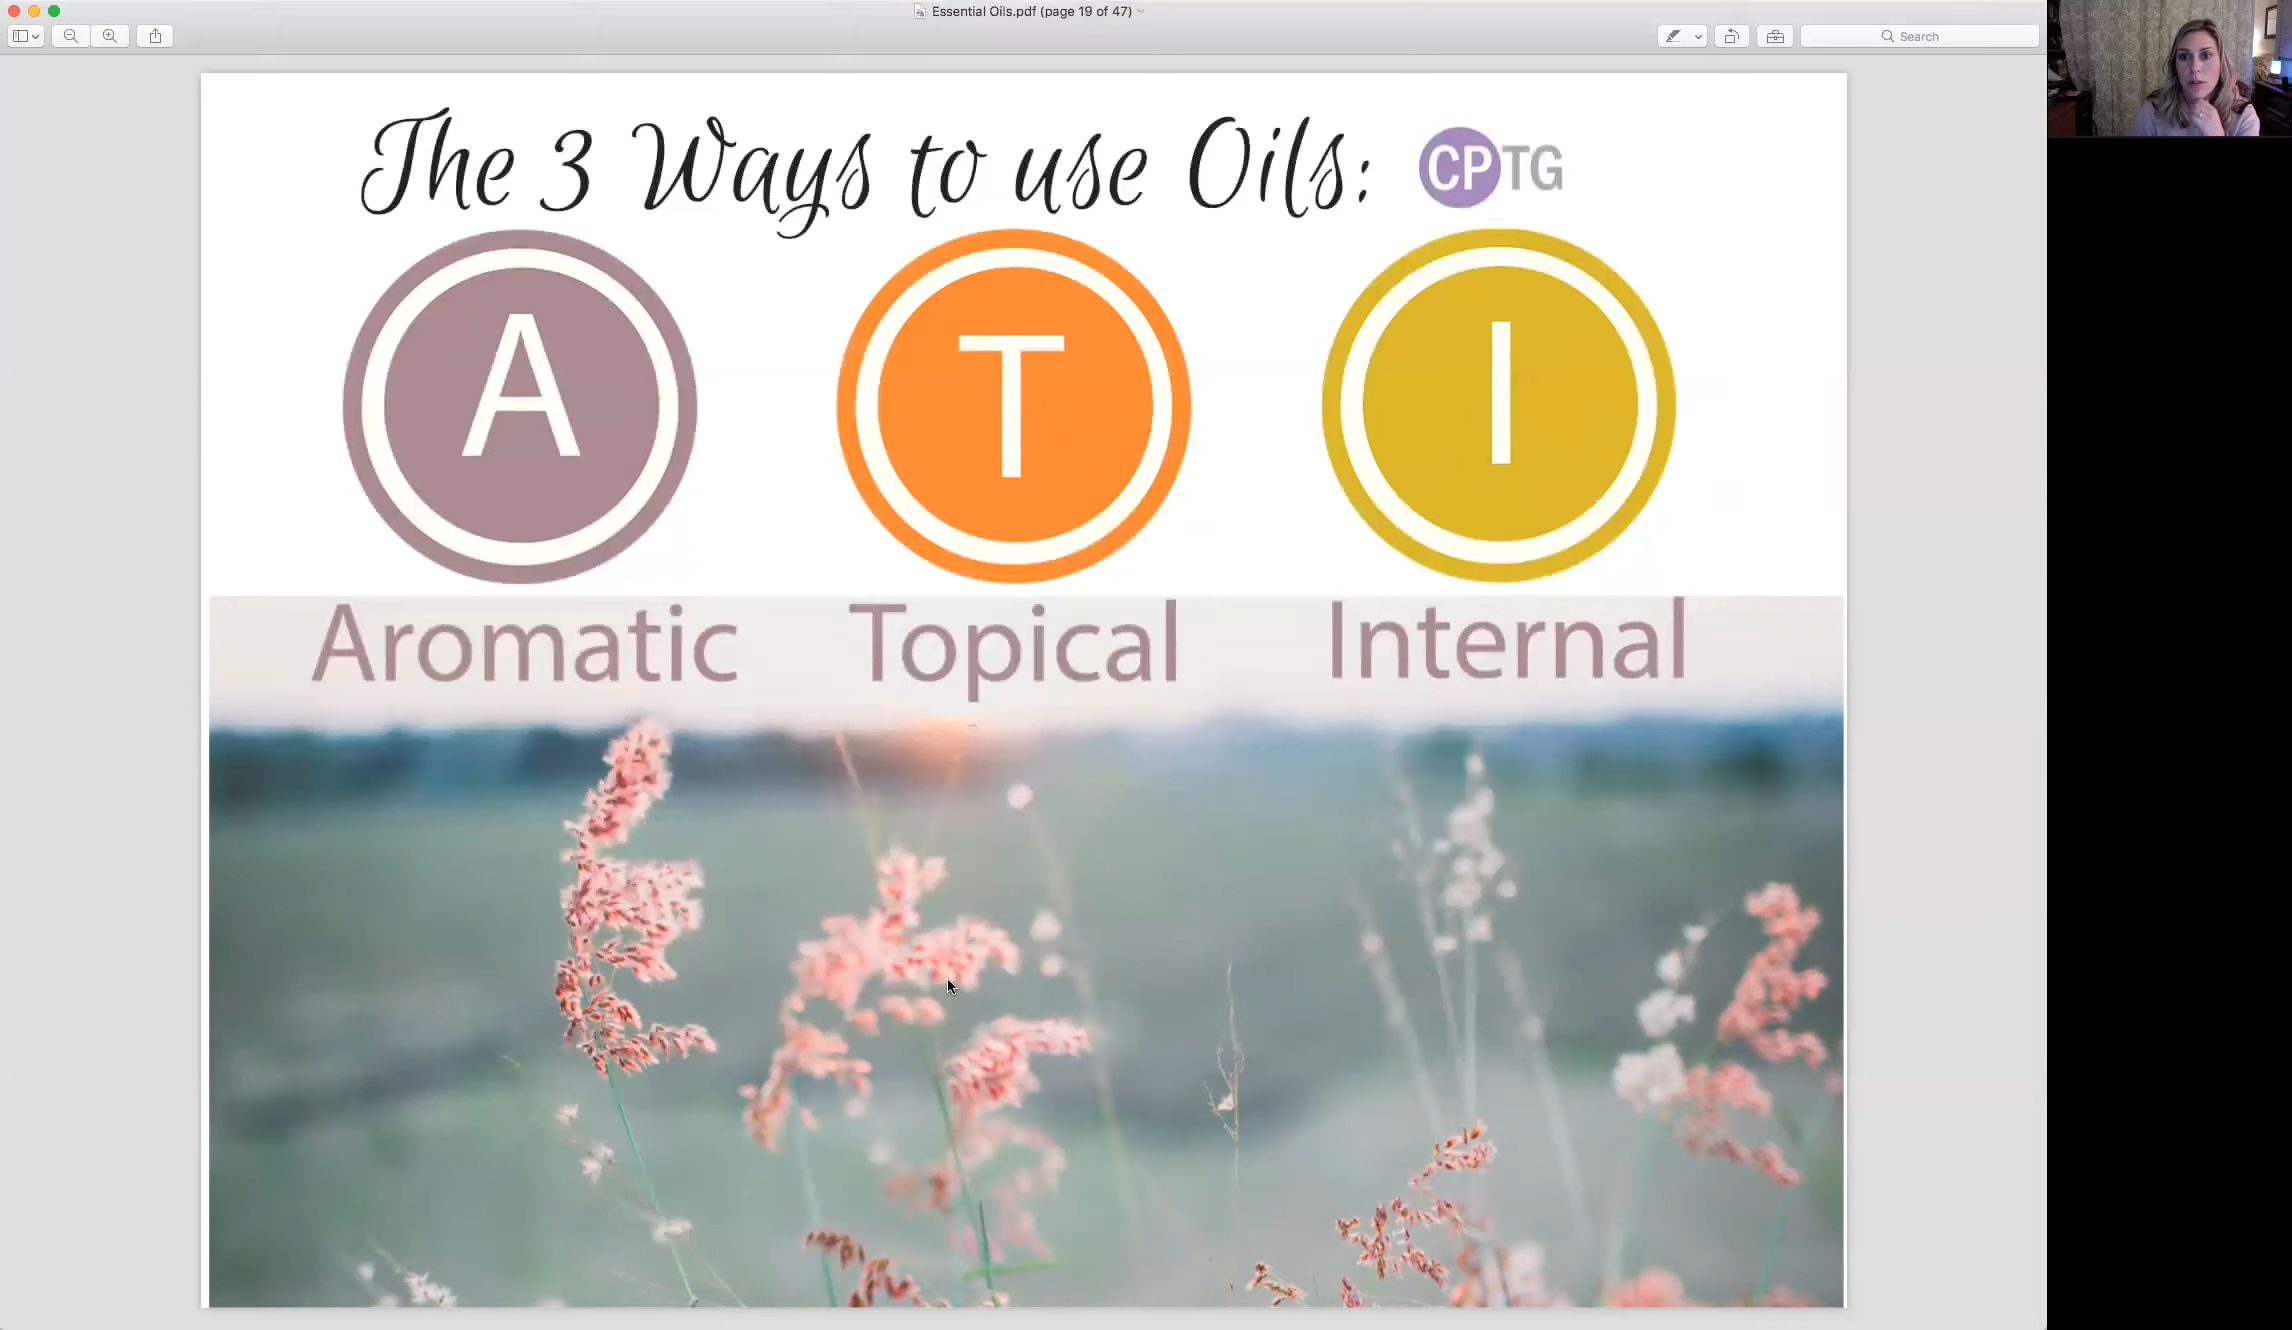 Essential Oils.pdf (page 19 of 47)
Search
The 3 Ways to use Oils: CPTG
A T I
Aromatic Topical Internal